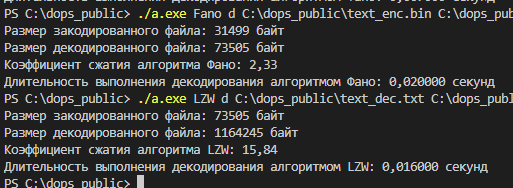 PS C:\dops_public> ./a.exe Fano d C:\dops_public\text_enc.bin C:\dops_pub
Размер закодированного файла: 31499 байт
Размер декодированного файла: 73505 байт
Коэффициент сжатия алгоритма Фано: 2,33
Длительность выполнения декодирования алгоритмом Фано: 0,020000 секунд
PS C:\dops_public> ./a.exe LZW d C:\dops_public\text_dec.txt C:\dops_publ
Размер закодированного файла: 73505 байт
Размер декодированного файла: 1164245 байт
Коэффициент сжатия алгоритма LZW: 15,84
Длительность выполнения декодирования алгоритмом LZW: 0,016000 секунд
PS C:\dops_public>